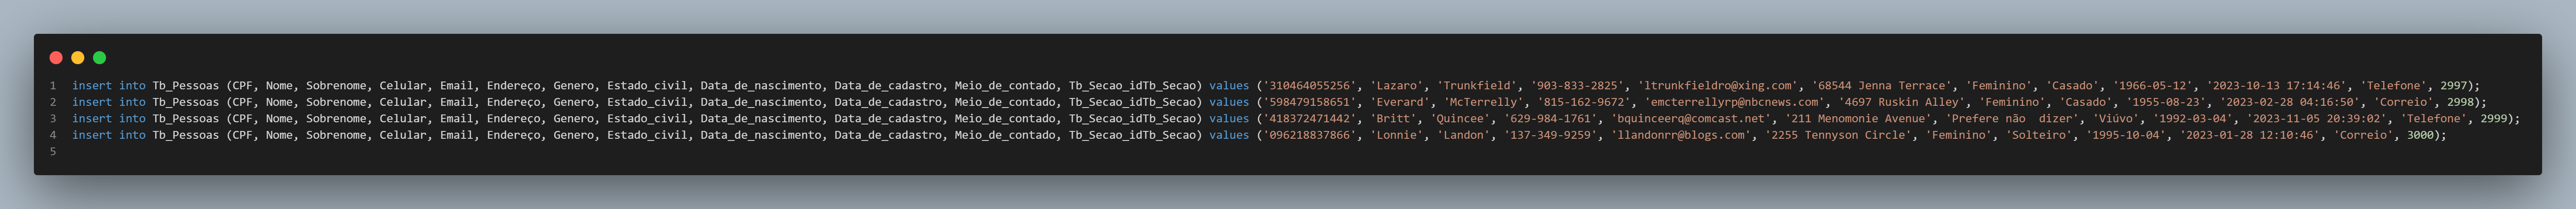 1 insert into Tb_Pessoas (CPF, Nome, Sobrenome, Celular, Email, Endereço, Genero, Estado_civil, Data_de_nascimento, Data_de_cadastro, Meio_de_contado, Tb_Secao_idTb_Secao) values ('310464055256', 'Lazaro', 'Trunkfield', '903-833-2825', 'ltrunkfieldro@xing.com', '68544 Jenna Terrace', 'Feminino', 'Casado', '1966-05-12', '2023-10-13 17:14:46', 'Telefone', 2997);
2 insert into Tb_Pessoas (CPF, Nome, Sobrenome, Celular, Email, Endereço, Genero, Estado_civil, Data_de_nascimento, Data_de_cadastro, Meio_de_contado, Tb_Secao_idTb_Secao) values ('598479158651', 'Everard', 'McTerrelly', '815-162-9672', 'emcterrellyrp@nbcnews.com', '4697 Ruskin Alley', 'Feminino', 'Casado', '1955-08-23', '2023-02-28 04:16:50', 'Correio', 2998);
3 insert into Tb_Pessoas (CPF, Nome, Sobrenome, Celular, Email, Endereço, Genero, Estado_civil, Data_de_nascimento, Data_de_cadastro, Meio_de_contado, Tb_Secao_idTb_Secao) values ('418372471442', 'Britt', 'Quincee', '629-984-1761', 'bquinceerq@comcast.net', '211 Menomonie Avenue', 'Prefere não  dizer', 'Viúvo', '1992-03-04', '2023-11-05 20:39:02', 'Telefone', 2999);
4 insert into Tb_Pessoas (CPF, Nome, Sobrenome, Celular, Email, Endereço, Genero, Estado_civil, Data_de_nascimento, Data_de_cadastro, Meio_de_contado, Tb_Secao_idTb_Secao) values ('096218837866', 'Lonnie', 'Landon', '137-349-9259', 'llandonrr@blogs.com', '2255 Tennyson Circle', 'Feminino', 'Solteiro', '1995-10-04', '2023-01-28 12:10:46', 'Correio', 3000);
5